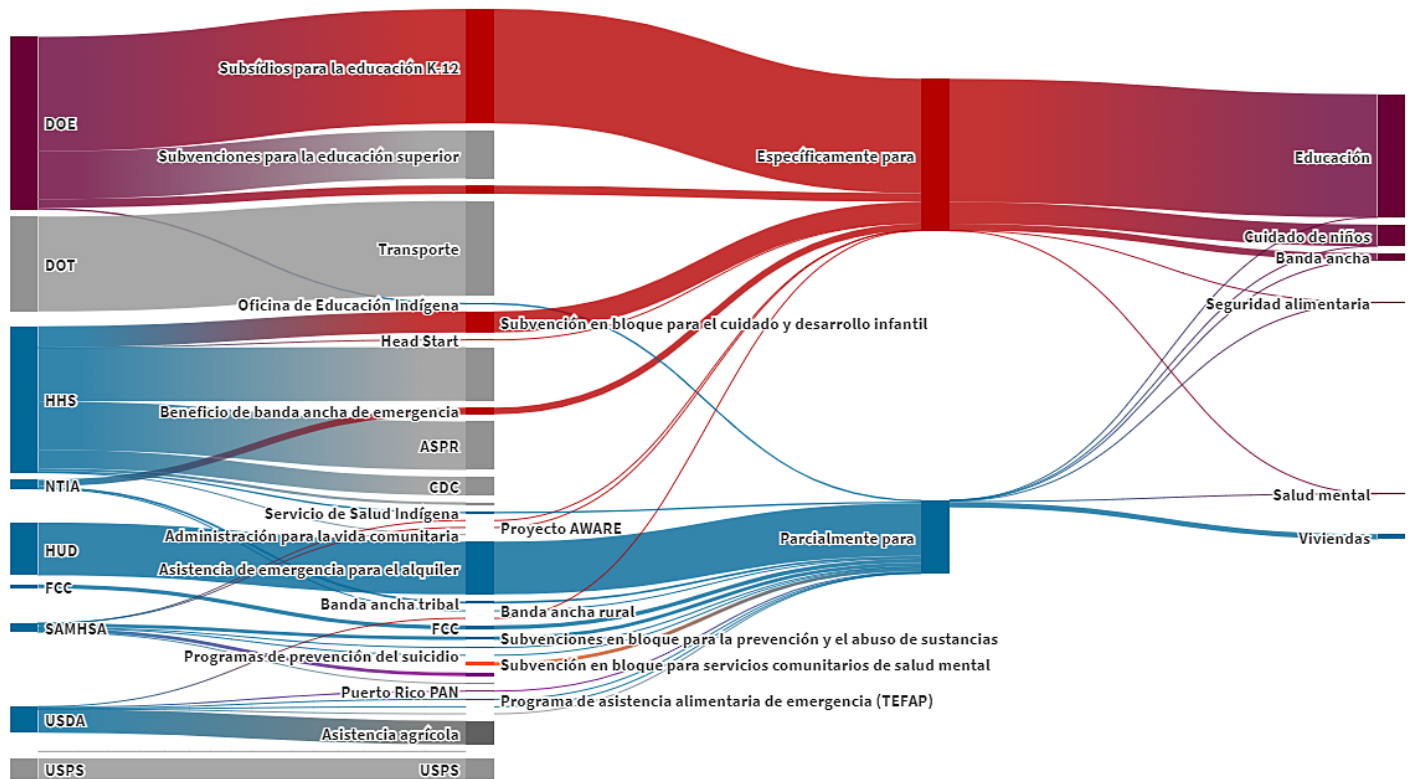 DOE
DOT
HHS
NTIA
HUD
FCC
SAMHSA
USDA
USPS
Subsídios para la educación K-12
Subvenciones para la educación superior
Transporte
Oficina de Educación Indígena
Subvención en bloque para el cuidado y desarrollo infantil
Head Start
Beneficio de banda ancha de emergencia
ASPR
CDC
Servicio de Salud Indígena
Proyecto AWARE
Administración para la vida comunitaria
Asistencia de emergencia para el alquiler
Banda ancha tribal
Banda ancha rural
FCC
Subvenciones en bloque para la prevención y el abuso de sustancias
Programas de prevención del suicidio
Subvención en bloque para servicios comunitarios de salud mental
Puerto Rico PAN
Programa de asistencia alimentaria de emergencia (TEFAP)
Asistencia agrícola
USPS
Específicamente para
Parcialmente para
Educación
Cuidado de niños
Banda ancha
Seguridad alimentaria
Salud mental
Viviendas